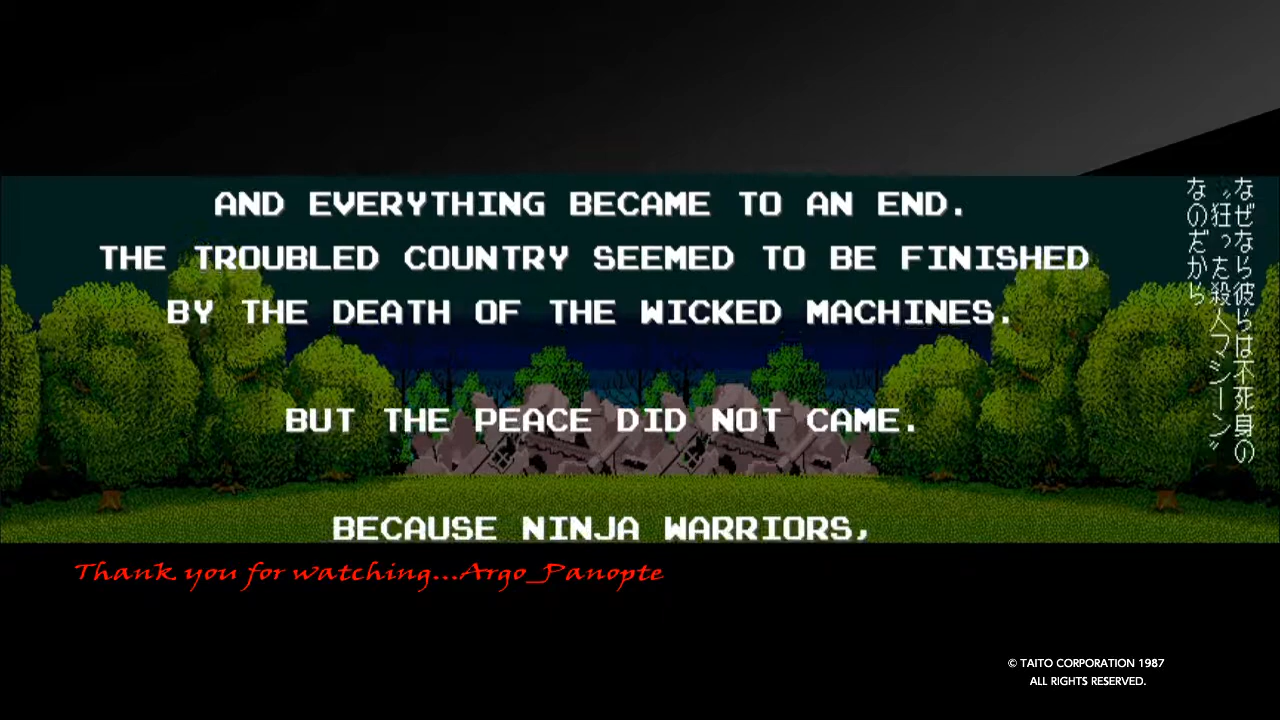 AND EVERYTHING BECAME TO AN END.
THE TROUBLED COUNTRY SEEMED TO BE FINISHED
BY THE DEATH OF THE WICKED MACHINES.
BUT THE PEACE DID NOT CAME.
BECAUSE NINJA WARRIORS,
なぜなら彼らは不死身の
〝狂った殺人マシーン〟
なのだから
Thank you for watching...Argo_Panopte
© TAITO CORPORATION 1987
ALL RIGHTS RESERVED.